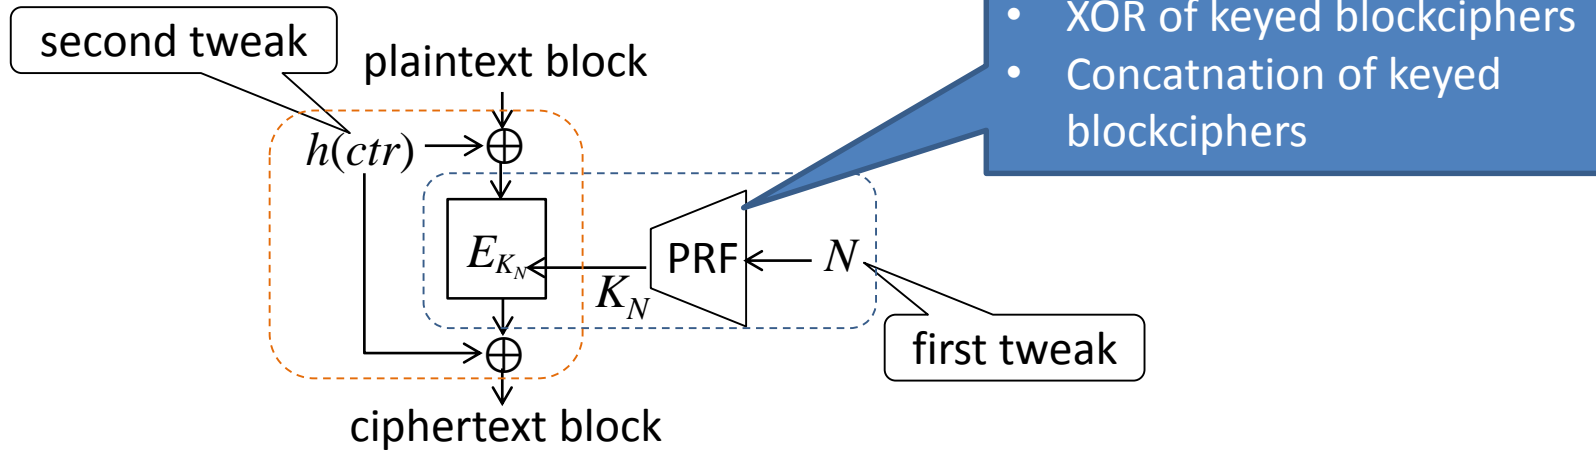 • XOR of keyed blockciphers
second tweak
plaintext block
• Concatnation of keyed
blockciphers
h(ctr)
E_{K_N}
PRF
N
K_N
first tweak
ciphertext block